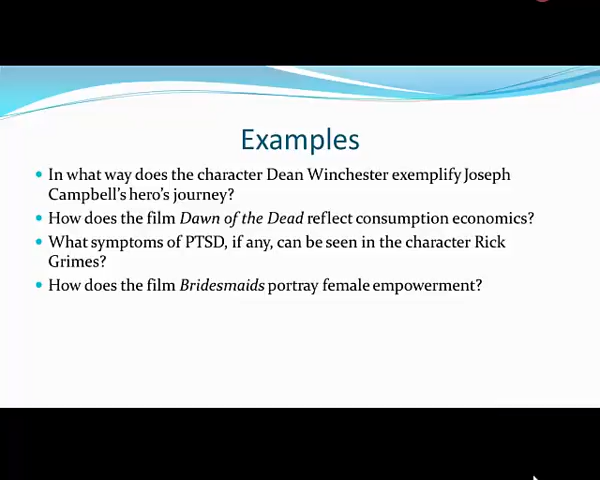 Examples
• In what way does the character Dean Winchester exemplify Joseph
Campbell's hero's journey?
• How does the film Dawn of the Dead reflect consumption economics?
• What symptoms of PTSD, if any, can be seen in the character Rick
Grimes?
• How does the film Bridesmaids portray female empowerment?